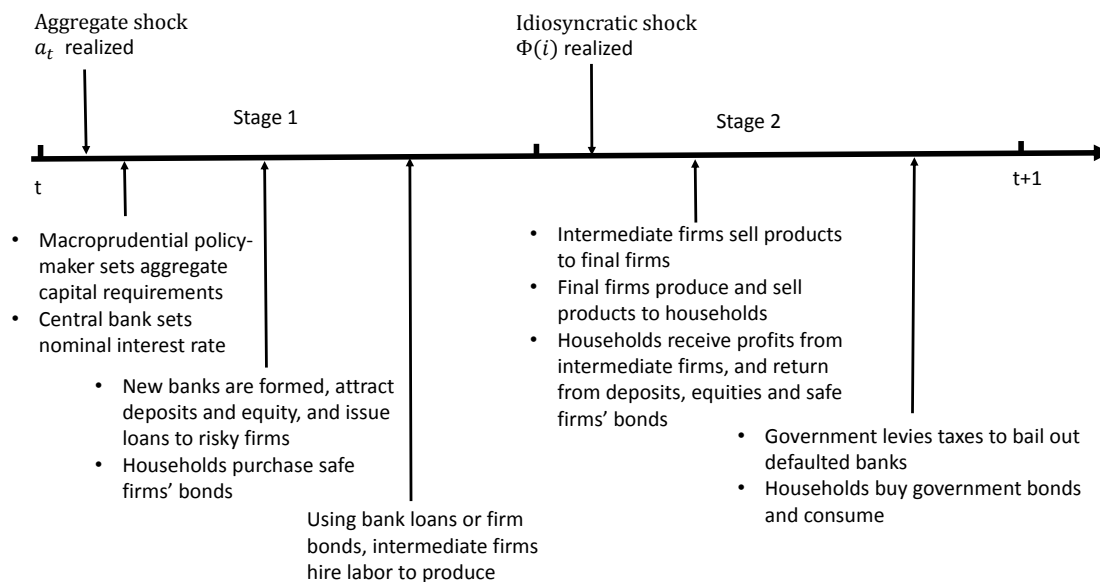 Aggregate shock
a_t realized
Idiosyncratic shock
Φ(i) realized
Stage 1
Stage 2
t
t+1
• Macroprudential policy-
maker sets aggregate
capital requirements
• Central bank sets
nominal interest rate
• New banks are formed, attract
deposits and equity, and issue
loans to risky firms
• Households purchase safe
firms’ bonds
Using bank loans or firm
bonds, intermediate firms
hire labor to produce
• Intermediate firms sell products
to final firms
• Final firms produce and sell
products to households
• Households receive profits from
intermediate firms, and return
from deposits, equities and safe
firms’ bonds
• Government levies taxes to bail out
defaulted banks
• Households buy government bonds
and consume